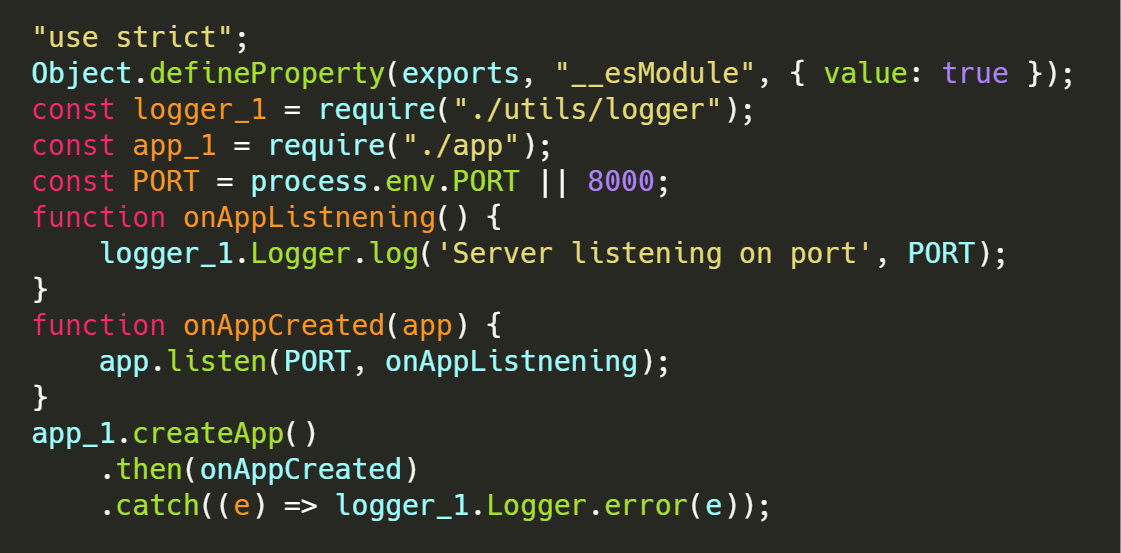 "use strict";
Object.defineProperty(exports, "__esModule", { value: true });
const logger_1 = require("./utils/logger");
const app_1 = require("./app");
const PORT = process.env.PORT || 8000;
function onAppListnening() {
    logger_1.Logger.log('Server listening on port', PORT);
}
function onAppCreated(app) {
    app.listen(PORT, onAppListnening);
}
app_1.createApp()
    .then(onAppCreated)
    .catch((e) => logger_1.Logger.error(e));